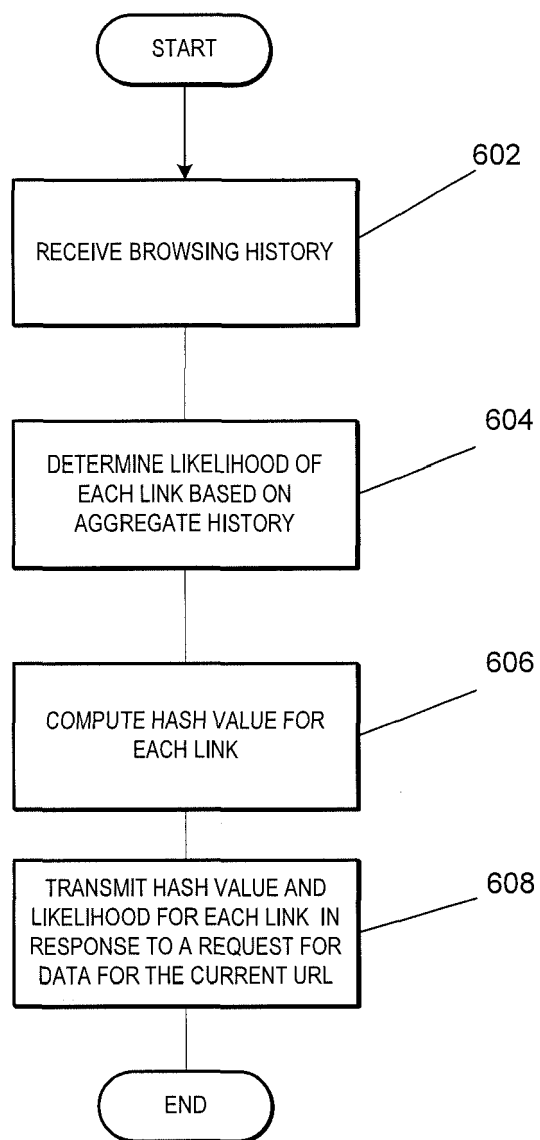 START
602
RECEIVE BROWSING HISTORY
604
DETERMINE LIKELIHOOD OF
EACH LINK BASED ON
AGGREGATE HISTORY
606
COMPUTE HASH VALUE FOR
EACH LINK
608
TRANSMIT HASH VALUE AND
LIKELIHOOD FOR EACH LINK IN
RESPONSE TO A REQUEST FOR
DATA FOR THE CURRENT URL
END